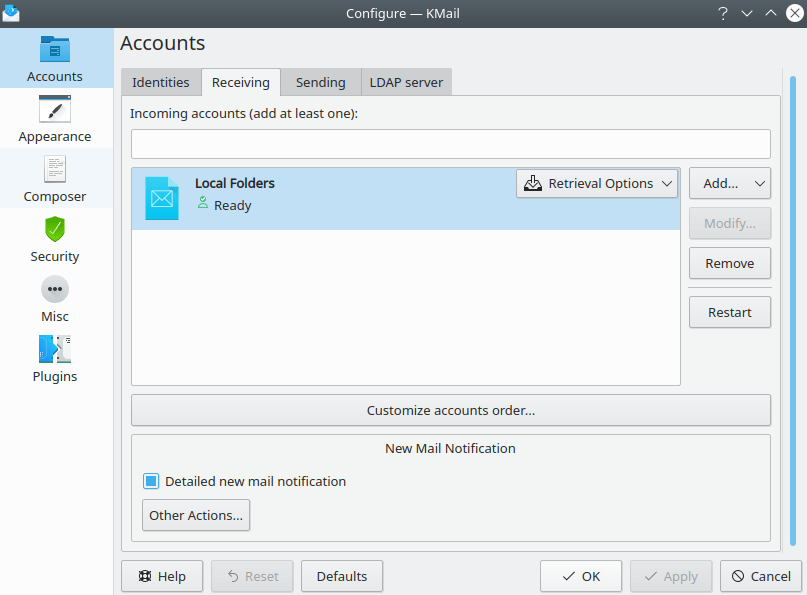 Configure — KMail
Accounts
Appearance
Composer
Security
Misc
Plugins
Accounts
Identities
Receiving
Sending
LDAP server
Incoming accounts (add at least one):
Local Folders
Ready
Retrieval Options
Add...
Modify...
Remove
Restart
Customize accounts order...
New Mail Notification
Detailed new mail notification
Other Actions...
Help
Reset
Defaults
OK
Apply
Cancel